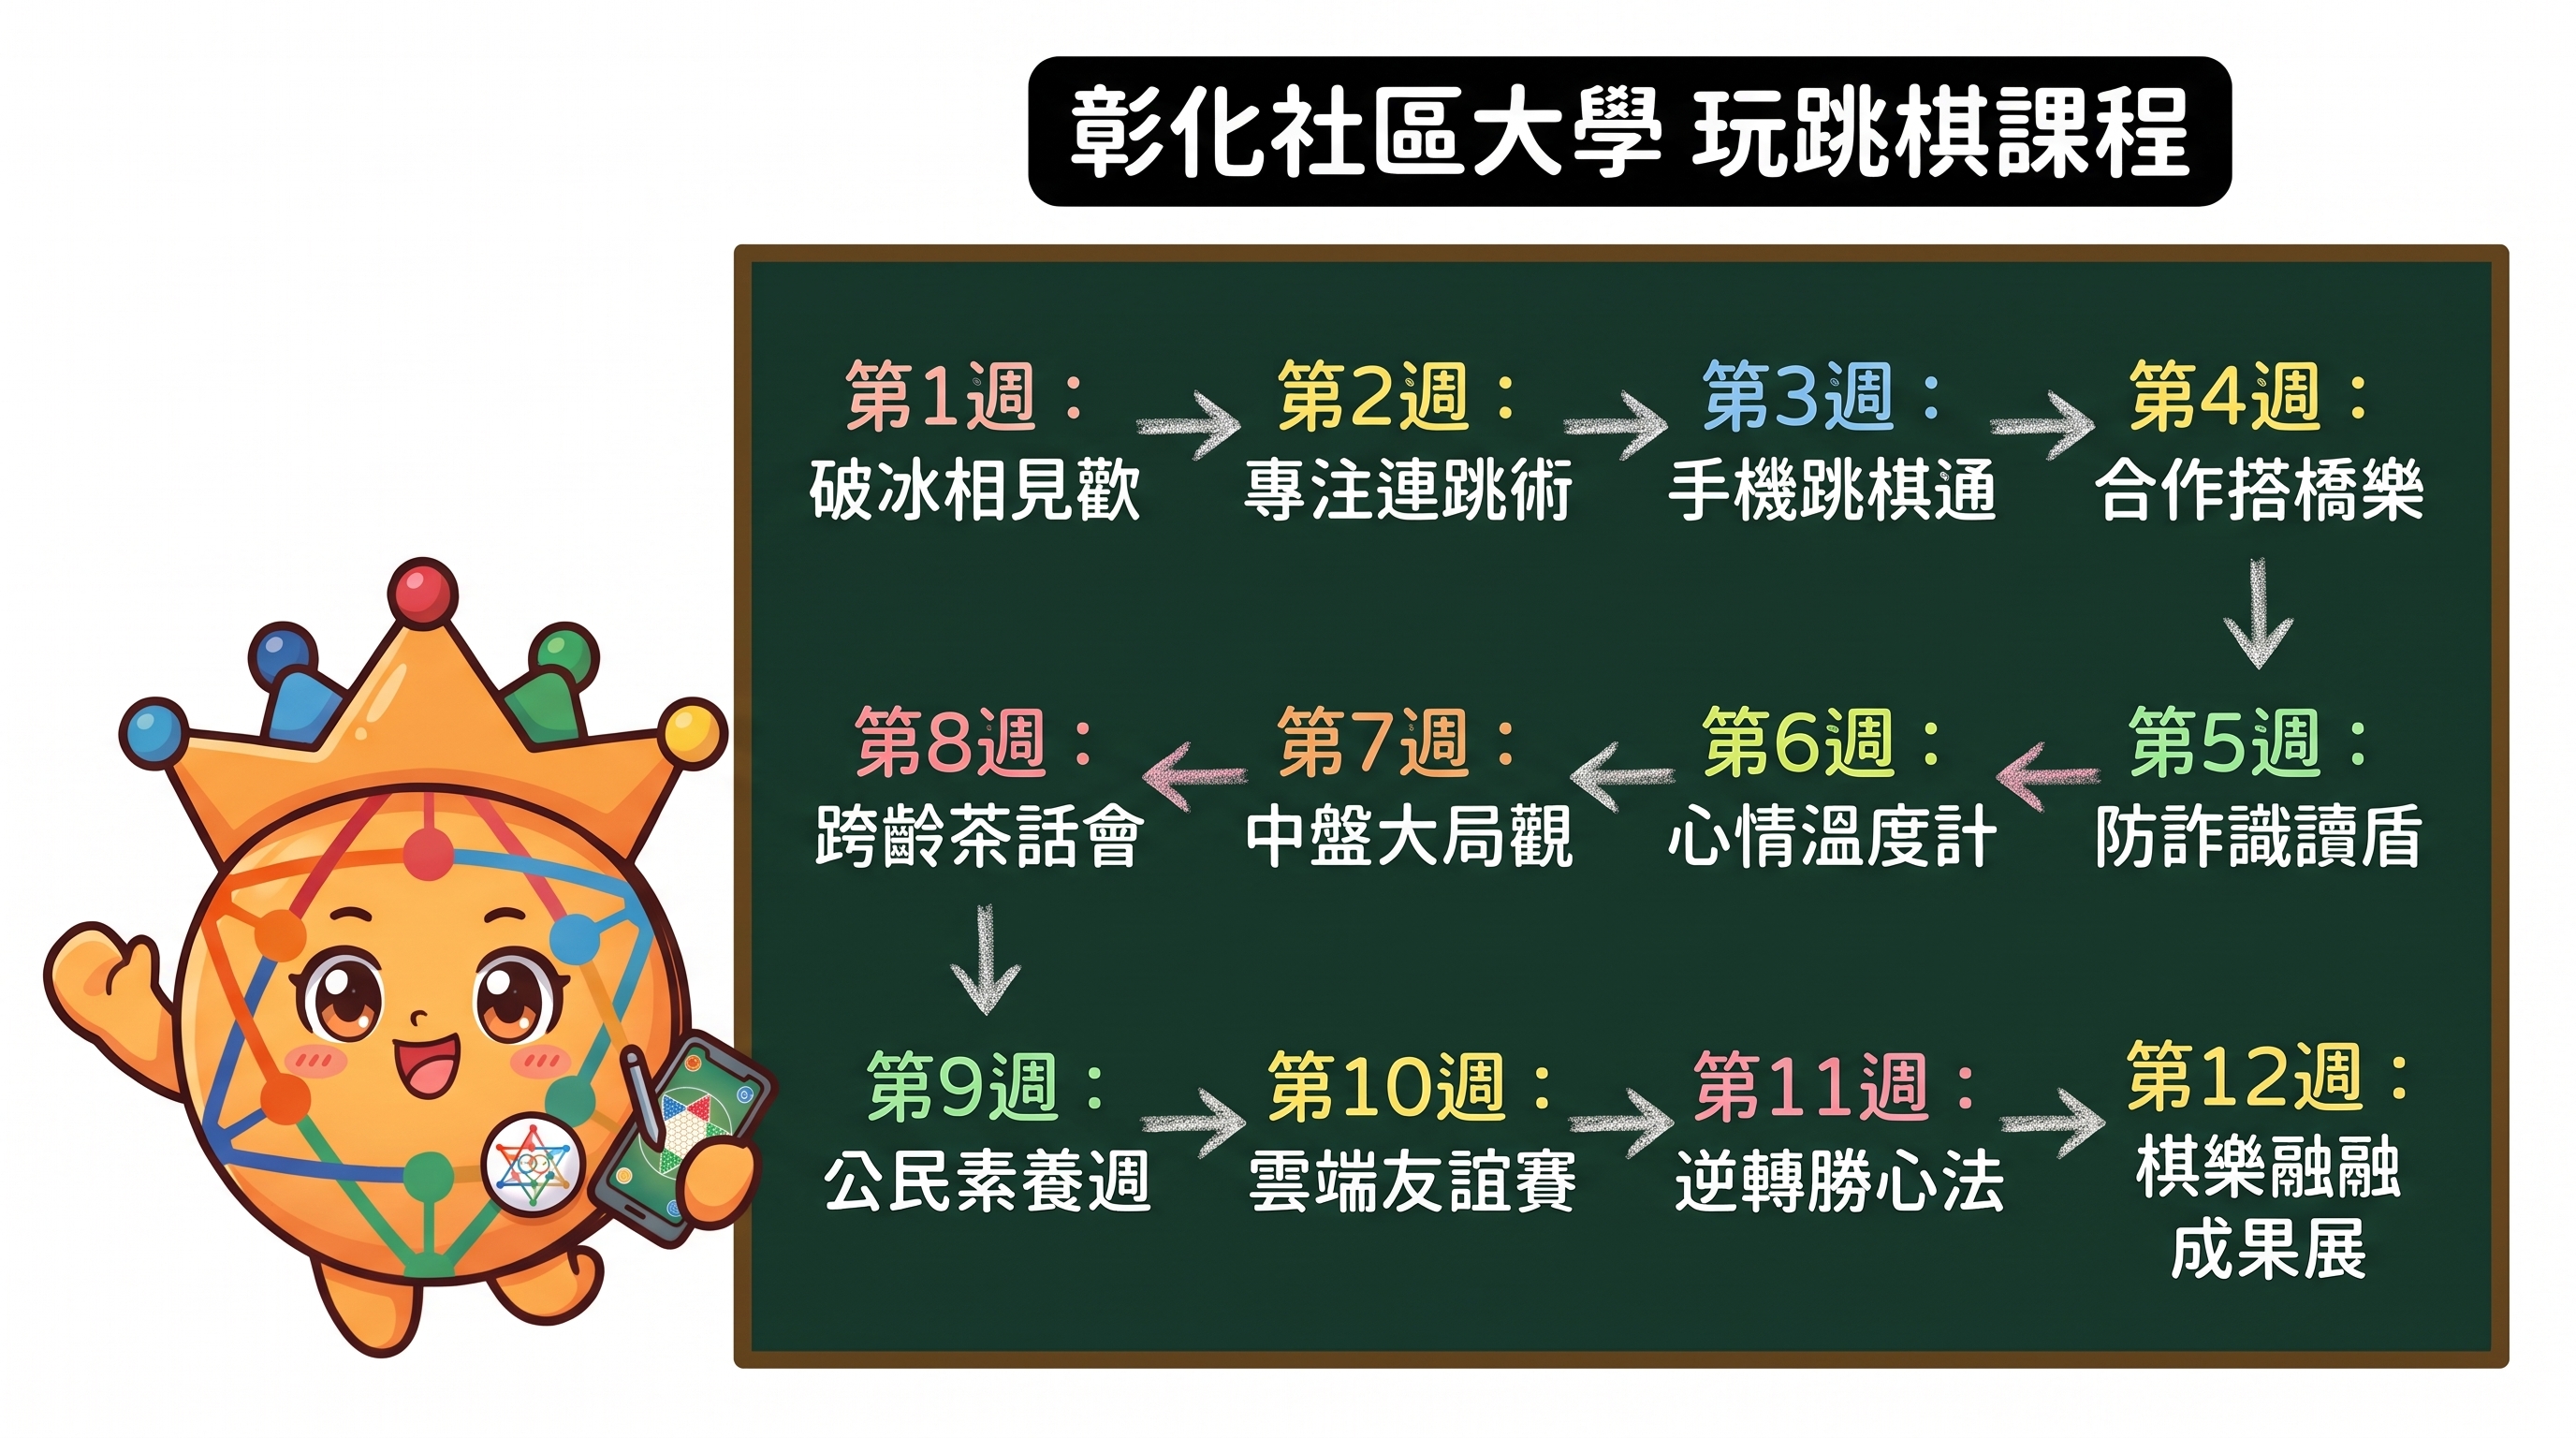 彰化社區大學 玩跳棋課程
第1週：
破冰相見歡
第2週：
專注連跳術
第3週：
手機跳棋通
第4週：
合作搭橋樂
第5週：
防詐識讀盾
第6週：
心情溫度計
第7週：
中盤大局觀
第8週：
跨齡茶話會
第9週：
公民素養週
第10週：
雲端友誼賽
第11週：
逆轉勝心法
第12週：
棋樂融融
成果展